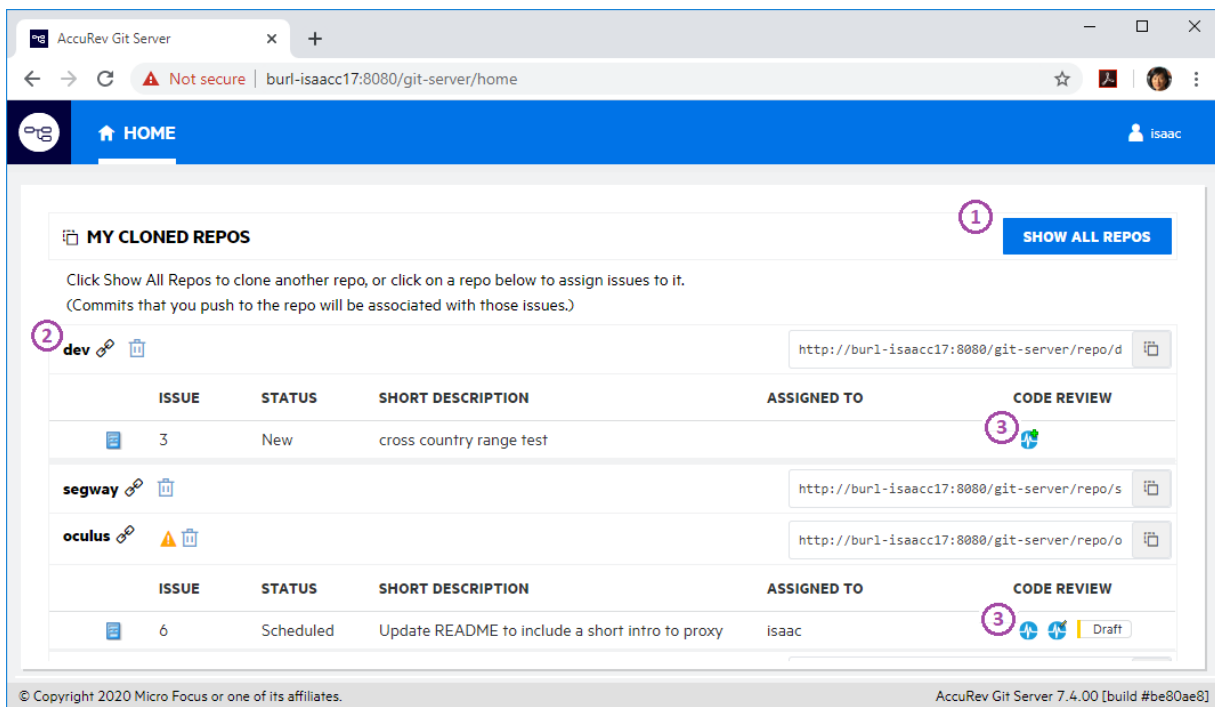 AccuRev Git Server
Not secure | burl-isaacc17:8080/git-server/home
HOME
isaac
1
MY CLONED REPOS
SHOW ALL REPOS
Click Show All Repos to clone another repo, or click on a repo below to assign issues to it.
(Commits that you push to the repo will be associated with those issues.)
2
dev http://burl-isaacc17:8080/git-server/repo/d
ISSUE STATUS SHORT DESCRIPTION ASSIGNED TO CODE REVIEW
3 New cross country range test 3
segway http://burl-isaacc17:8080/git-server/repo/s
oculus http://burl-isaacc17:8080/git-server/repo/o
ISSUE STATUS SHORT DESCRIPTION ASSIGNED TO CODE REVIEW
6 Scheduled Update README to include a short intro to proxy isaac 3 Draft
© Copyright 2020 Micro Focus or one of its affiliates. AccuRev Git Server 7.4.00 [build #be80ae8]